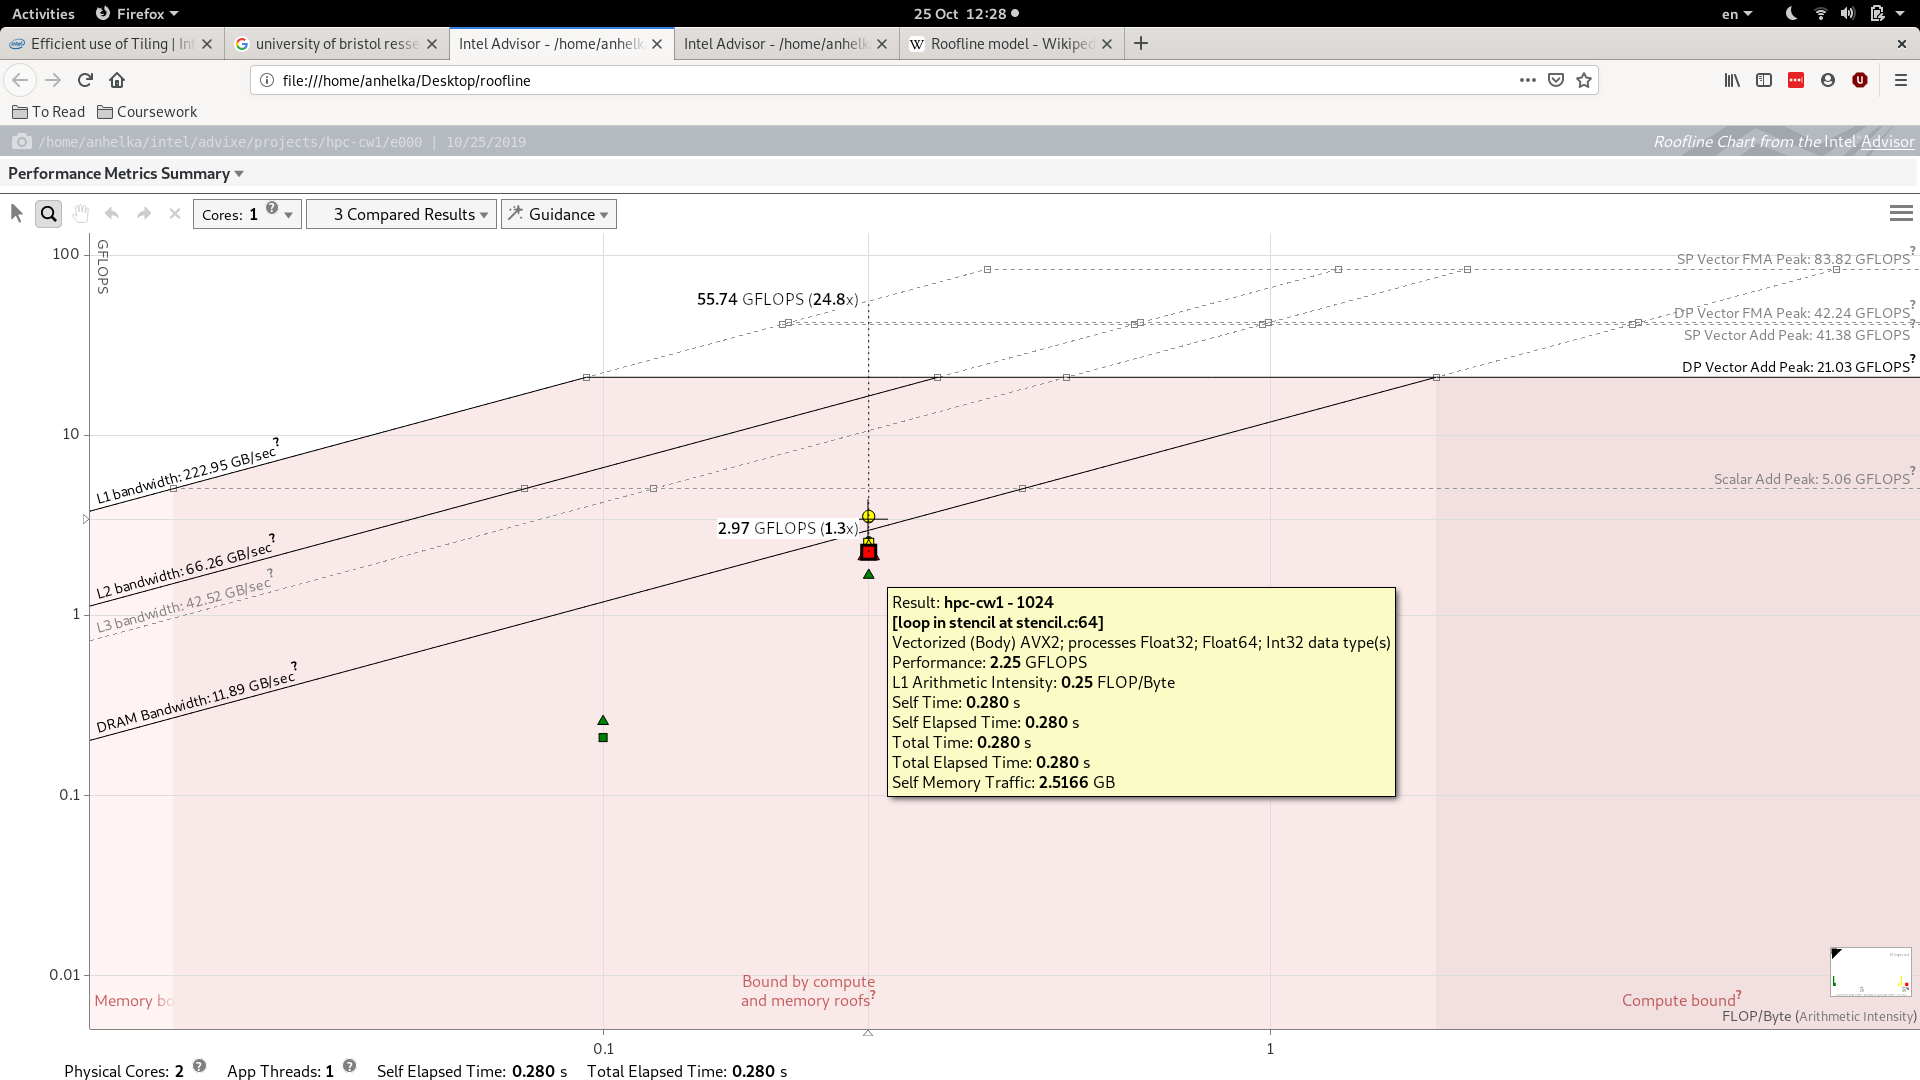 Activities Firefox 25 Oct 12:28 en
Efficient use of Tiling | Int university of bristol resse Intel Advisor - /home/anhelk Intel Advisor - /home/anhelk Roofline model - Wikiped
file:///home/anhelka/Desktop/roofline
To Read Coursework
/home/anhelka/intel/advixe/projects/hpc-cw1/e000 | 10/25/2019 Roofline Chart from the Intel Advisor
Performance Metrics Summary
Cores: 1 ? 3 Compared Results Guidance
GFLOPS
100
10
1
0.1
0.01
SP Vector FMA Peak: 83.82 GFLOPS?
55.74 GFLOPS (24.8x)
DP Vector FMA Peak: 42.24 GFLOPS?
SP Vector Add Peak: 41.38 GFLOPS?
DP Vector Add Peak: 21.03 GFLOPS?
L1 bandwidth: 222.95 GB/sec?
Scalar Add Peak: 5.06 GFLOPS?
2.97 GFLOPS (1.3x)
L2 bandwidth: 66.26 GB/sec?
L3 bandwidth: 42.52 GB/sec?
DRAM Bandwidth: 11.89 GB/sec?
Result: hpc-cw1 - 1024
[loop in stencil at stencil.c:64]
Vectorized (Body) AVX2; processes Float32; Float64; Int32 data type(s)
Performance: 2.25 GFLOPS
L1 Arithmetic Intensity: 0.25 FLOP/Byte
Self Time: 0.280 s
Self Elapsed Time: 0.280 s
Total Time: 0.280 s
Total Elapsed Time: 0.280 s
Self Memory Traffic: 2.5166 GB
Memory bo
Bound by compute
and memory roofs?
Compute bound?
FLOP/Byte (Arithmetic Intensity)
0.1 1
Physical Cores: 2 ? App Threads: 1 ? Self Elapsed Time: 0.280 s Total Elapsed Time: 0.280 s